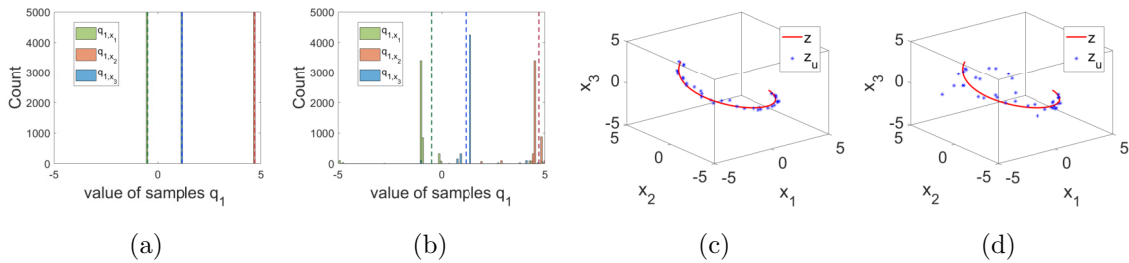 5000
4000
3000
2000
1000
0
Count
q1,x1
q1,x2
q1,x3
-5 0 5
value of samples q1
(a)
5000
4000
3000
2000
1000
0
Count
q1,x1
q1,x2
q1,x3
-5 0 5
value of samples q1
(b)
5
0
-5
x3
z
zu
5
0
-5
x2
-5
0
5
x1
(c)
5
0
-5
x3
z
zu
5
0
-5
x2
-5
0
5
x1
(d)